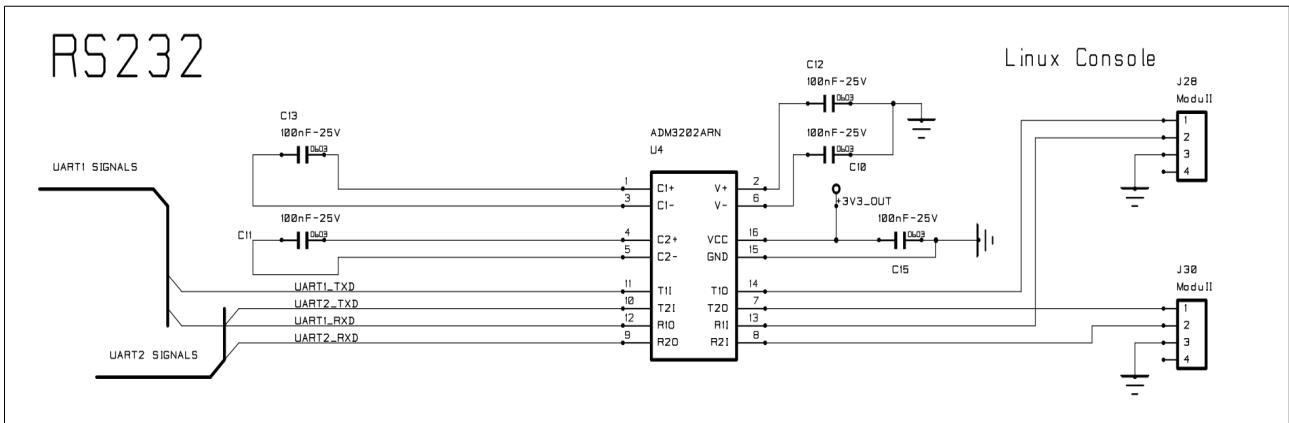 RS232
Linux Console
C12
100nF-25V
0603
J28
ModuII
1
2
3
4
C13
100nF-25V
0603
ADM3202ARN
U4
100nF-25V
0603
C10
UART1 SIGNALS
1 C1+ V+ 2
3 C1- V- 6
+3V3_OUT
100nF-25V
0603
C11
100nF-25V
0603
C15
4 C2+ VCC 16
5 C2- GND 15
J30
ModuII
1
2
3
4
UART1_TXD 11 T1I T1O 14
UART2_TXD 10 T2I T2O 7
UART1_RXD 12 R1O R1I 13
UART2_RXD 9 R2O R2I 8
UART2 SIGNALS